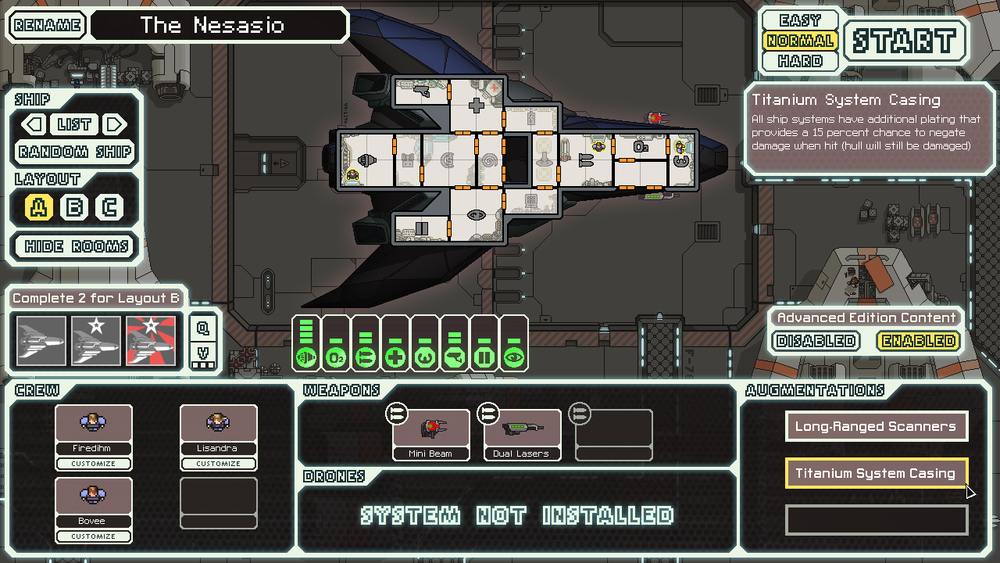 RENAME
The Nesasio
EASY
NORMAL
HARD
START
SHIP
LIST
RANDOM SHIP
LAYOUT
A B C
HIDE ROOMS
Titanium System Casing
All ship systems have additional plating that
provides a 15 percent chance to negate
damage when hit (hull will still be damaged)
Complete 2 for Layout B
O2
Advanced Edition Content
DISABLED
ENABLED
CREW
Firedihm
CUSTOMIZE
Lisandra
CUSTOMIZE
Bovee
CUSTOMIZE
WEAPONS
Mini Beam
Dual Lasers
DRONES
SYSTEM NOT INSTALLED
AUGMENTATIONS
Long-Ranged Scanners
Titanium System Casing